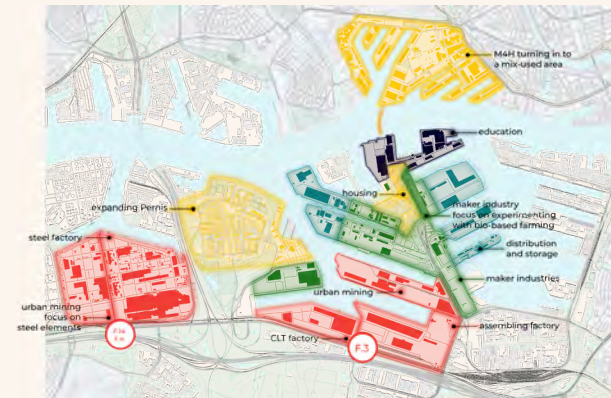 M4H turning in to
a mix-used area
education
housing
expanding Pernis
maker industry
focus on experimenting
with bio-based farming
steel factory
distribution
and storage
maker industries
urban mining
urban mining
focus on
steel elements
assembling factory
CLT factory
F.3